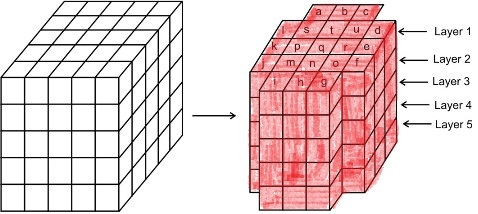 a b c
l s t u d
k p q r e
j m n o f
i h g
Layer 1
Layer 2
Layer 3
Layer 4
Layer 5